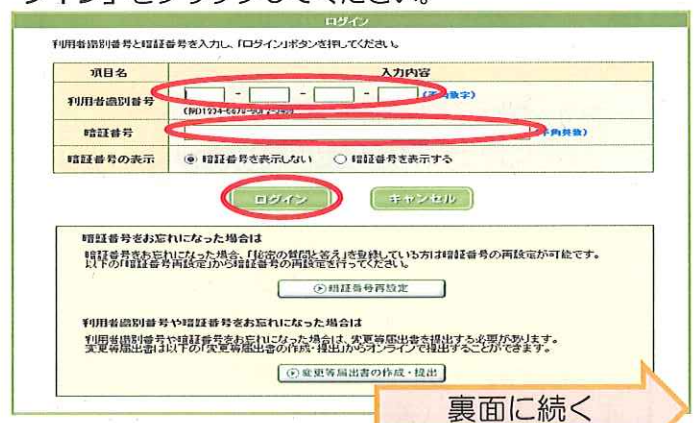 グイン」をクリックしてください。
ログイン
利用者識別番号と暗証番号を入力し、「ログイン」ボタンを押してください。
項目名 入力内容
利用者識別番号 - - - (半角数字)
暗証番号 (半角英数)
暗証番号の表示 暗証番号を表示しない 暗証番号を表示する
ログイン キャンセル
暗証番号をお忘れになった場合は
暗証番号をお忘れになった場合、「秘密の質問と答え」を登録している方は暗証番号の再設定が可能です。
以下の「暗証番号再設定」から暗証番号の再設定を行ってください。
暗証番号再設定
利用者識別番号や暗証番号をお忘れになった場合は
利用者識別番号や暗証番号をお忘れになった場合は、変更等届出書を提出する必要があります。
変更等届出書は以下の「変更等届出書の作成・提出」からオンラインで提出することができます。
変更等届出書の作成・提出
裏面に続く